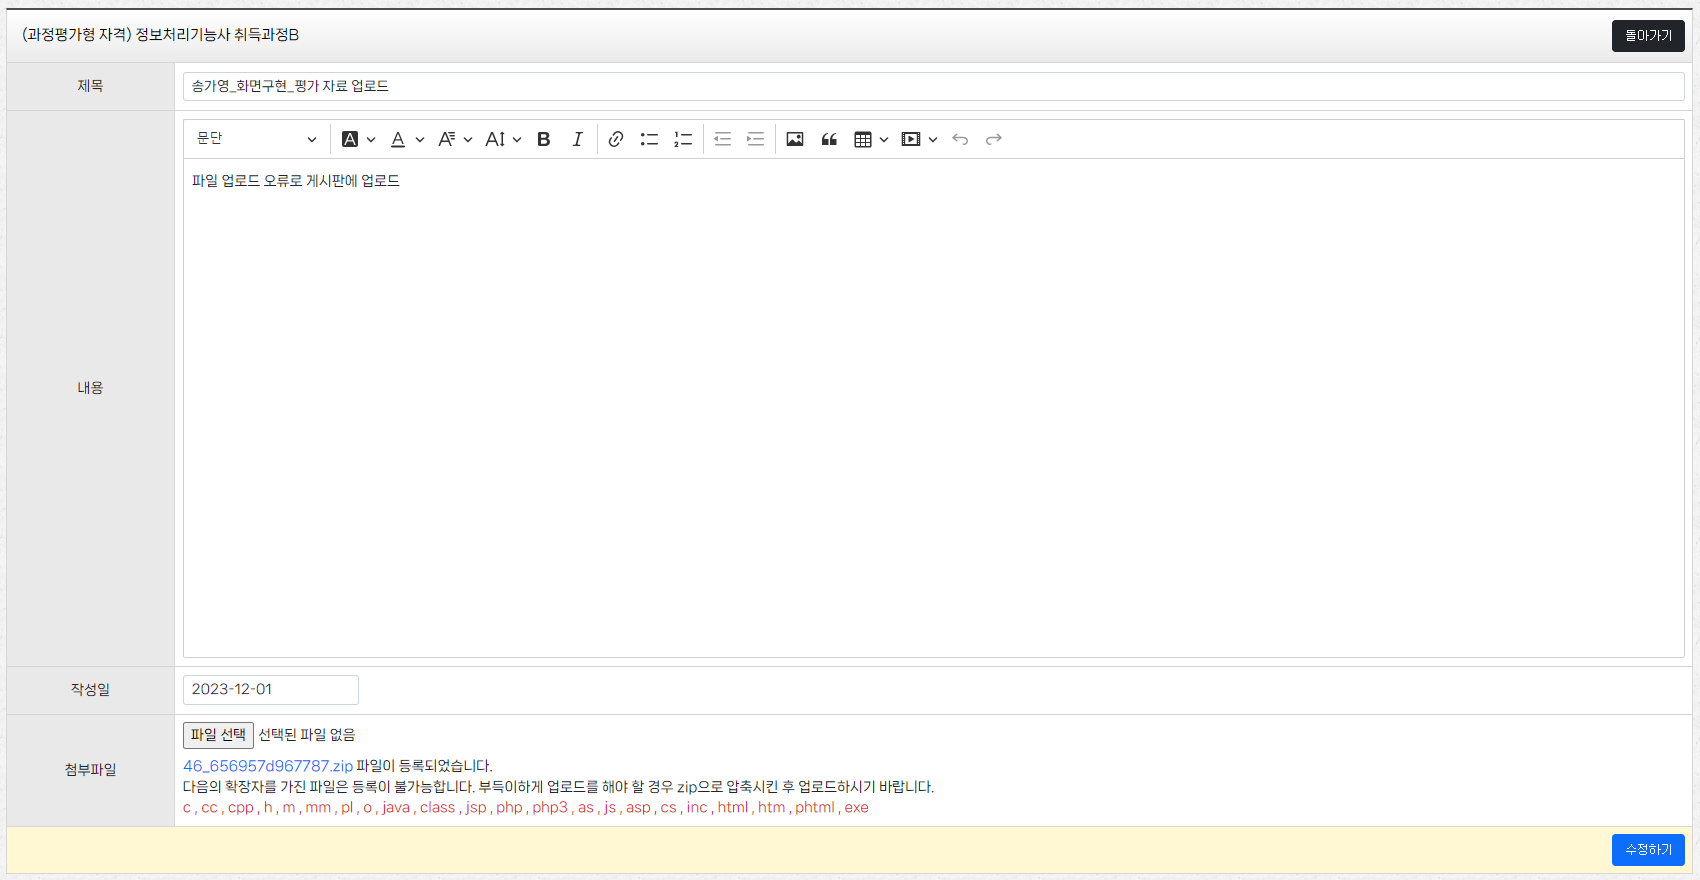 (과정평가형 자격) 정보처리기능사 취득과정B
돌아가기
제목
송가영_화면구현_평가 자료 업로드
문단
내용
파일 업로드 오류로 게시판에 업로드
작성일
2023-12-01
첨부파일
파일 선택 선택된 파일 없음
46_656957d967787.zip 파일이 등록되었습니다.
다음의 확장자를 가진 파일은 등록이 불가능합니다. 부득이하게 업로드를 해야 할 경우 zip으로 압축시킨 후 업로드하시기 바랍니다.
c , cc , cpp , h , m , mm , pl , o , java , class , jsp , php , php3 , as , js , asp , cs , inc , html , htm , phtml , exe
수정하기